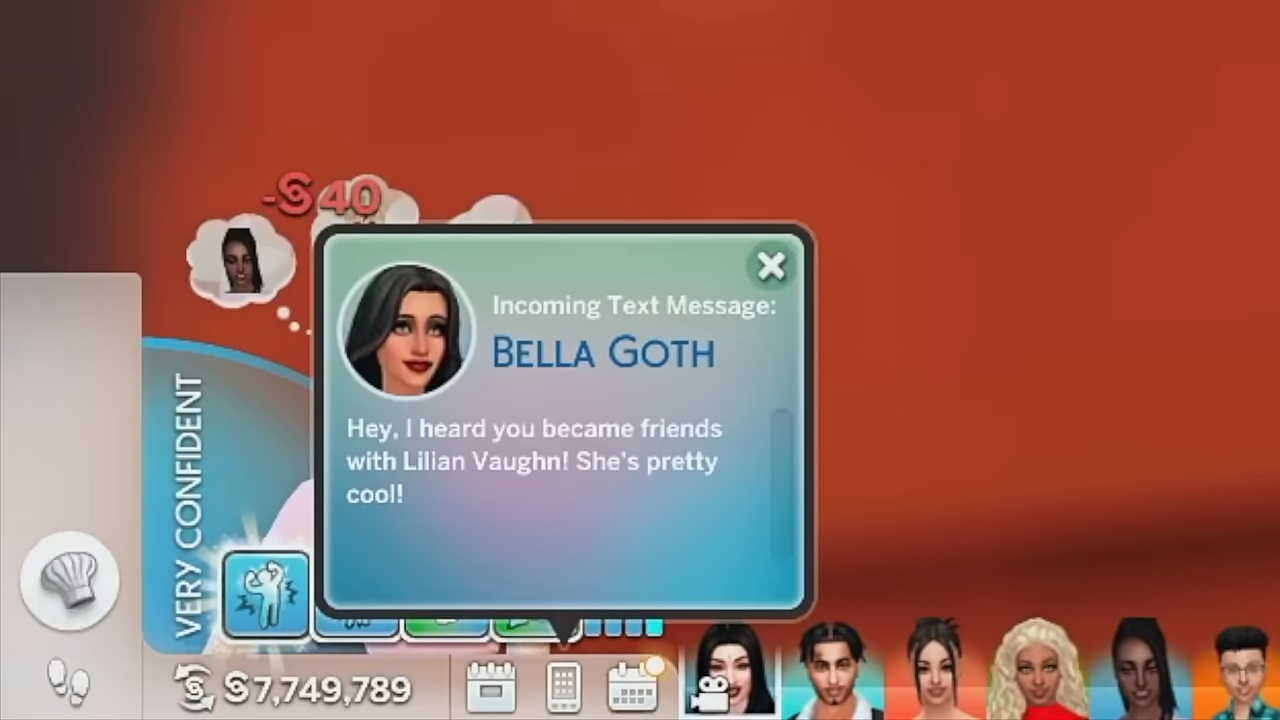 -§40
Incoming Text Message:
BELLA GOTH
Hey, I heard you became friends
with Lilian Vaughn! She's pretty
cool!
VERY CONFIDENT
§7,749,789